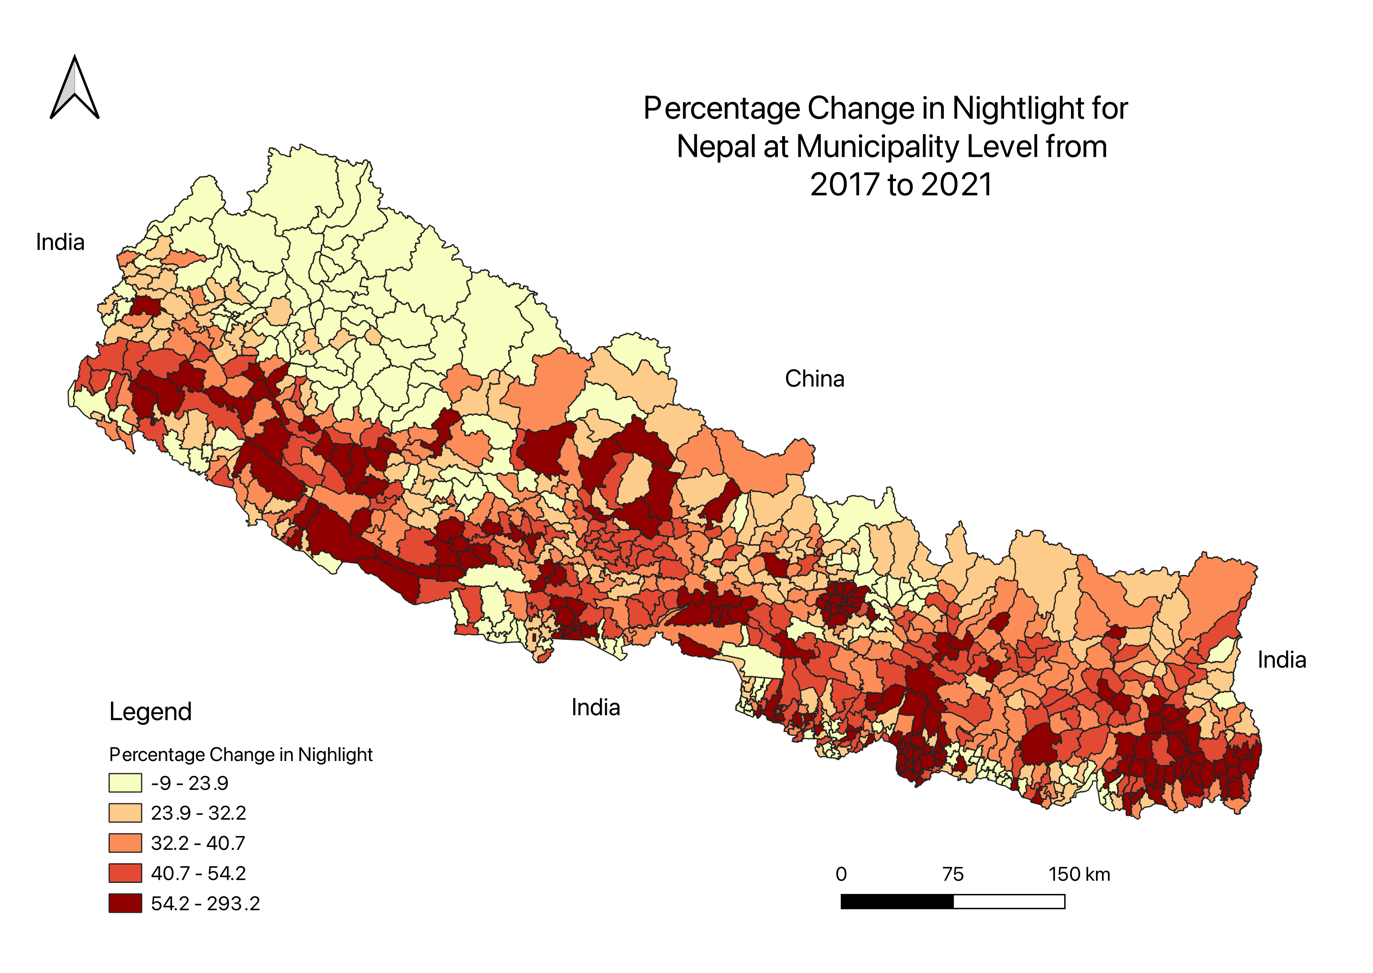 Percentage Change in Nightlight for
Nepal at Municipality Level from
2017 to 2021
India
China
India
India
Legend
Percentage Change in Nighlight
-9 - 23.9
23.9 - 32.2
32.2 - 40.7
40.7 - 54.2
54.2 - 293.2
0 75 150 km